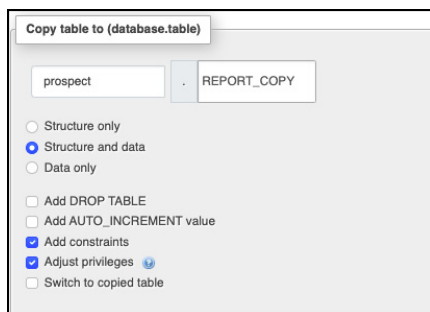 Copy table to (database.table)
prospect . REPORT_COPY
Structure only
Structure and data
Data only
Add DROP TABLE
Add AUTO_INCREMENT value
Add constraints
Adjust privileges
Switch to copied table